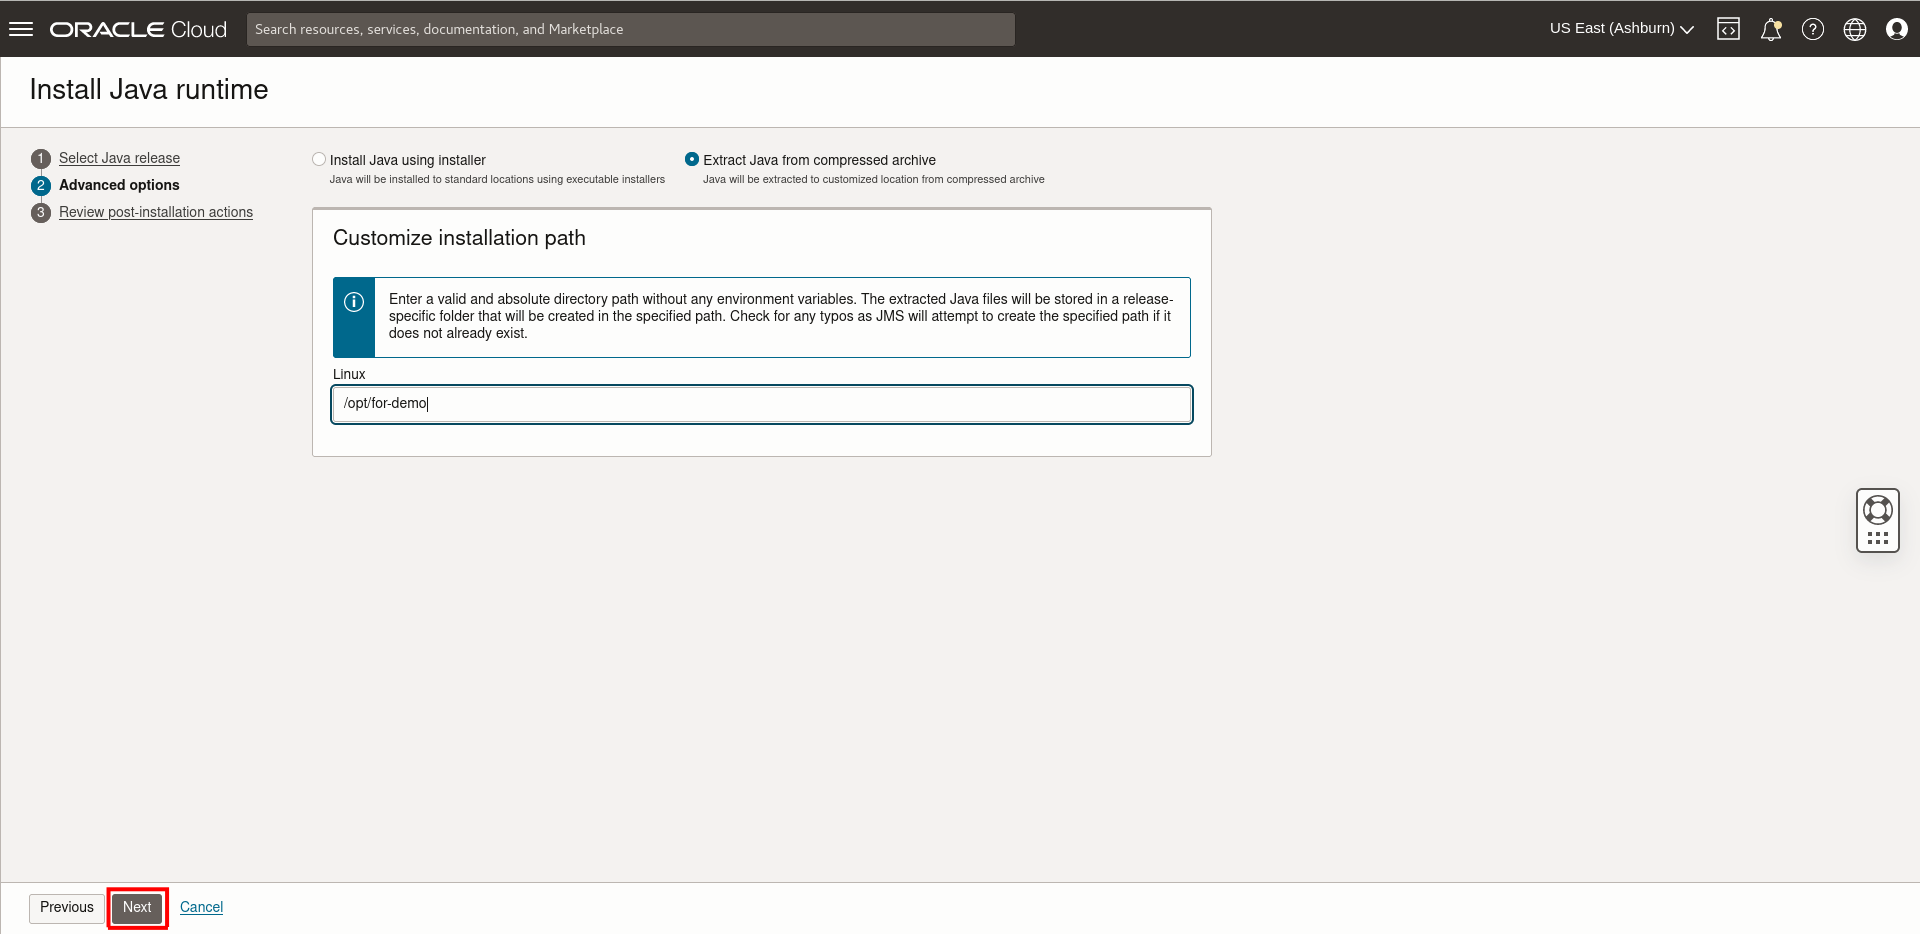 ORACLE Cloud
Search resources, services, documentation, and Marketplace
US East (Ashburn)
Install Java runtime
1 Select Java release
2 Advanced options
3 Review post-installation actions
Install Java using installer
Java will be installed to standard locations using executable installers
Extract Java from compressed archive
Java will be extracted to customized location from compressed archive
Customize installation path
Enter a valid and absolute directory path without any environment variables. The extracted Java files will be stored in a release-
specific folder that will be created in the specified path. Check for any typos as JMS will attempt to create the specified path if it
does not already exist.
Linux
/opt/for-demo
Previous
Next
Cancel